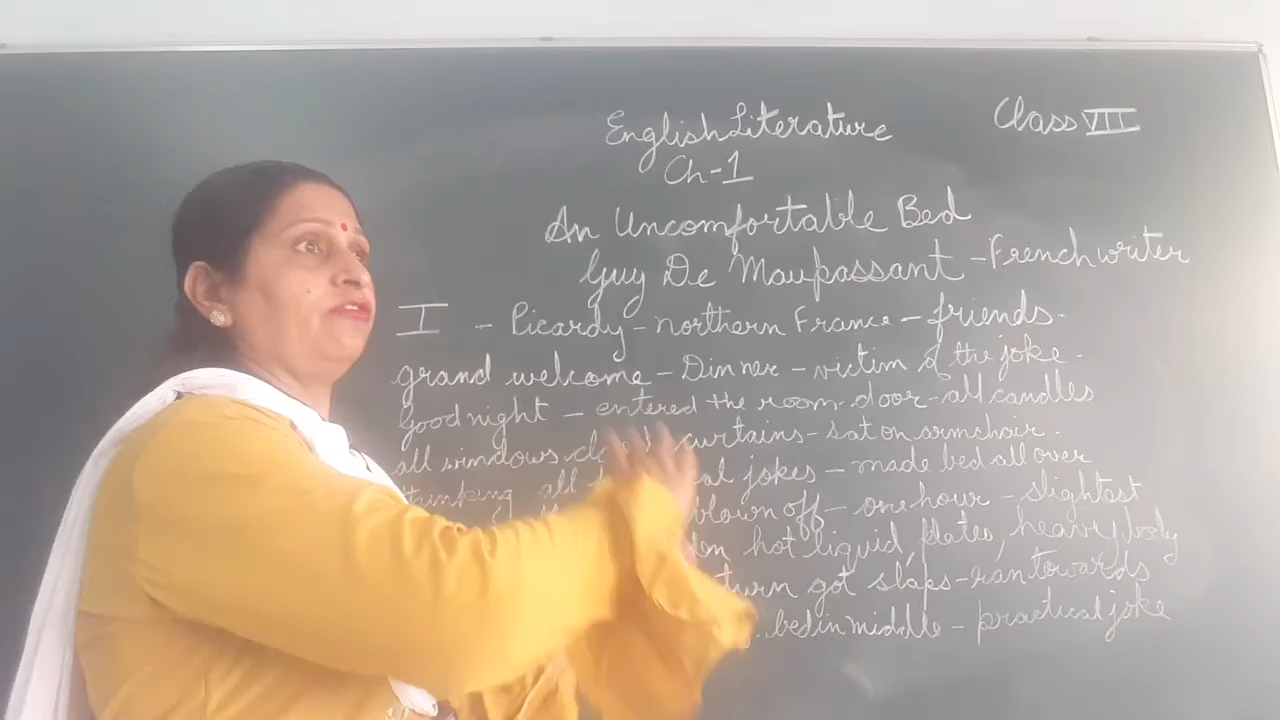 English Literature
Class VII
Ch-1
An Uncomfortable Bed
Guy De Maupassant - French writer
I - Picardy - northern France - friends.
grand welcome - Dinner - victim of the joke.
Good night - entered the room door - all candles
all windows curtains - sat on armchair.
thinking all jokes - made bed all over
blown off - one hour - slightest
hot liquid, plates, heavy body
turn got slaps - ran towards
bed in middle - practical joke